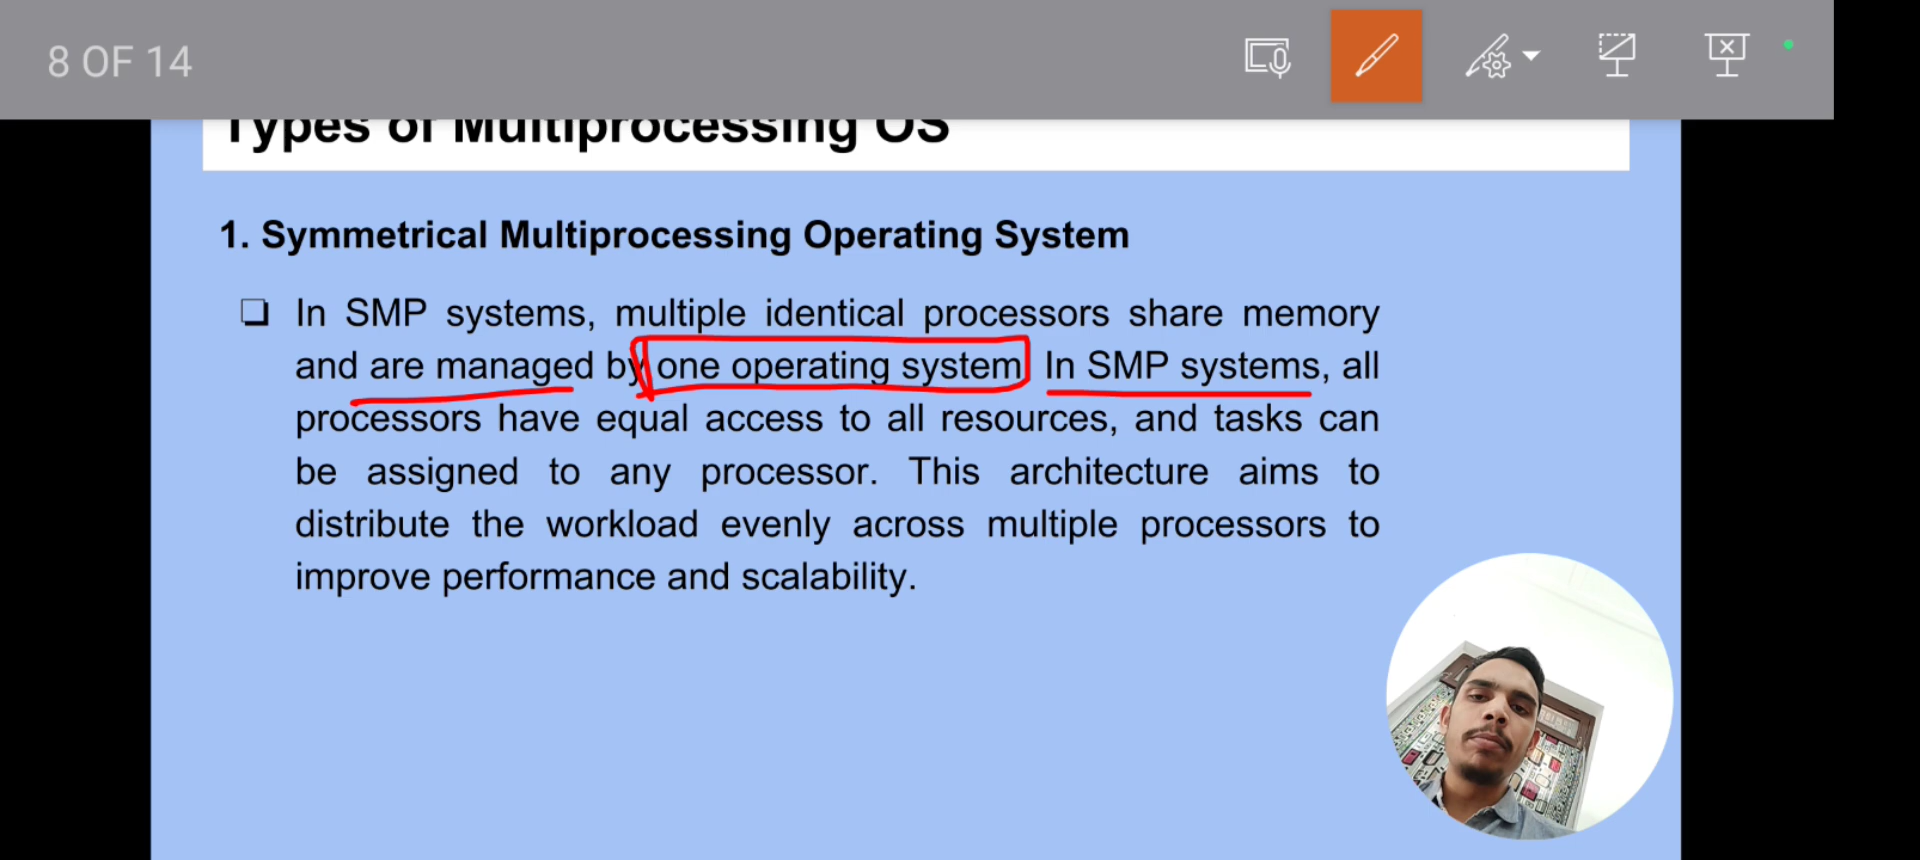 8 OF 14
Types of Multiprocessing OS
1. Symmetrical Multiprocessing Operating System
❑ In SMP systems, multiple identical processors share memory
and are managed by one operating system. In SMP systems, all
processors have equal access to all resources, and tasks can
be assigned to any processor. This architecture aims to
distribute the workload evenly across multiple processors to
improve performance and scalability.